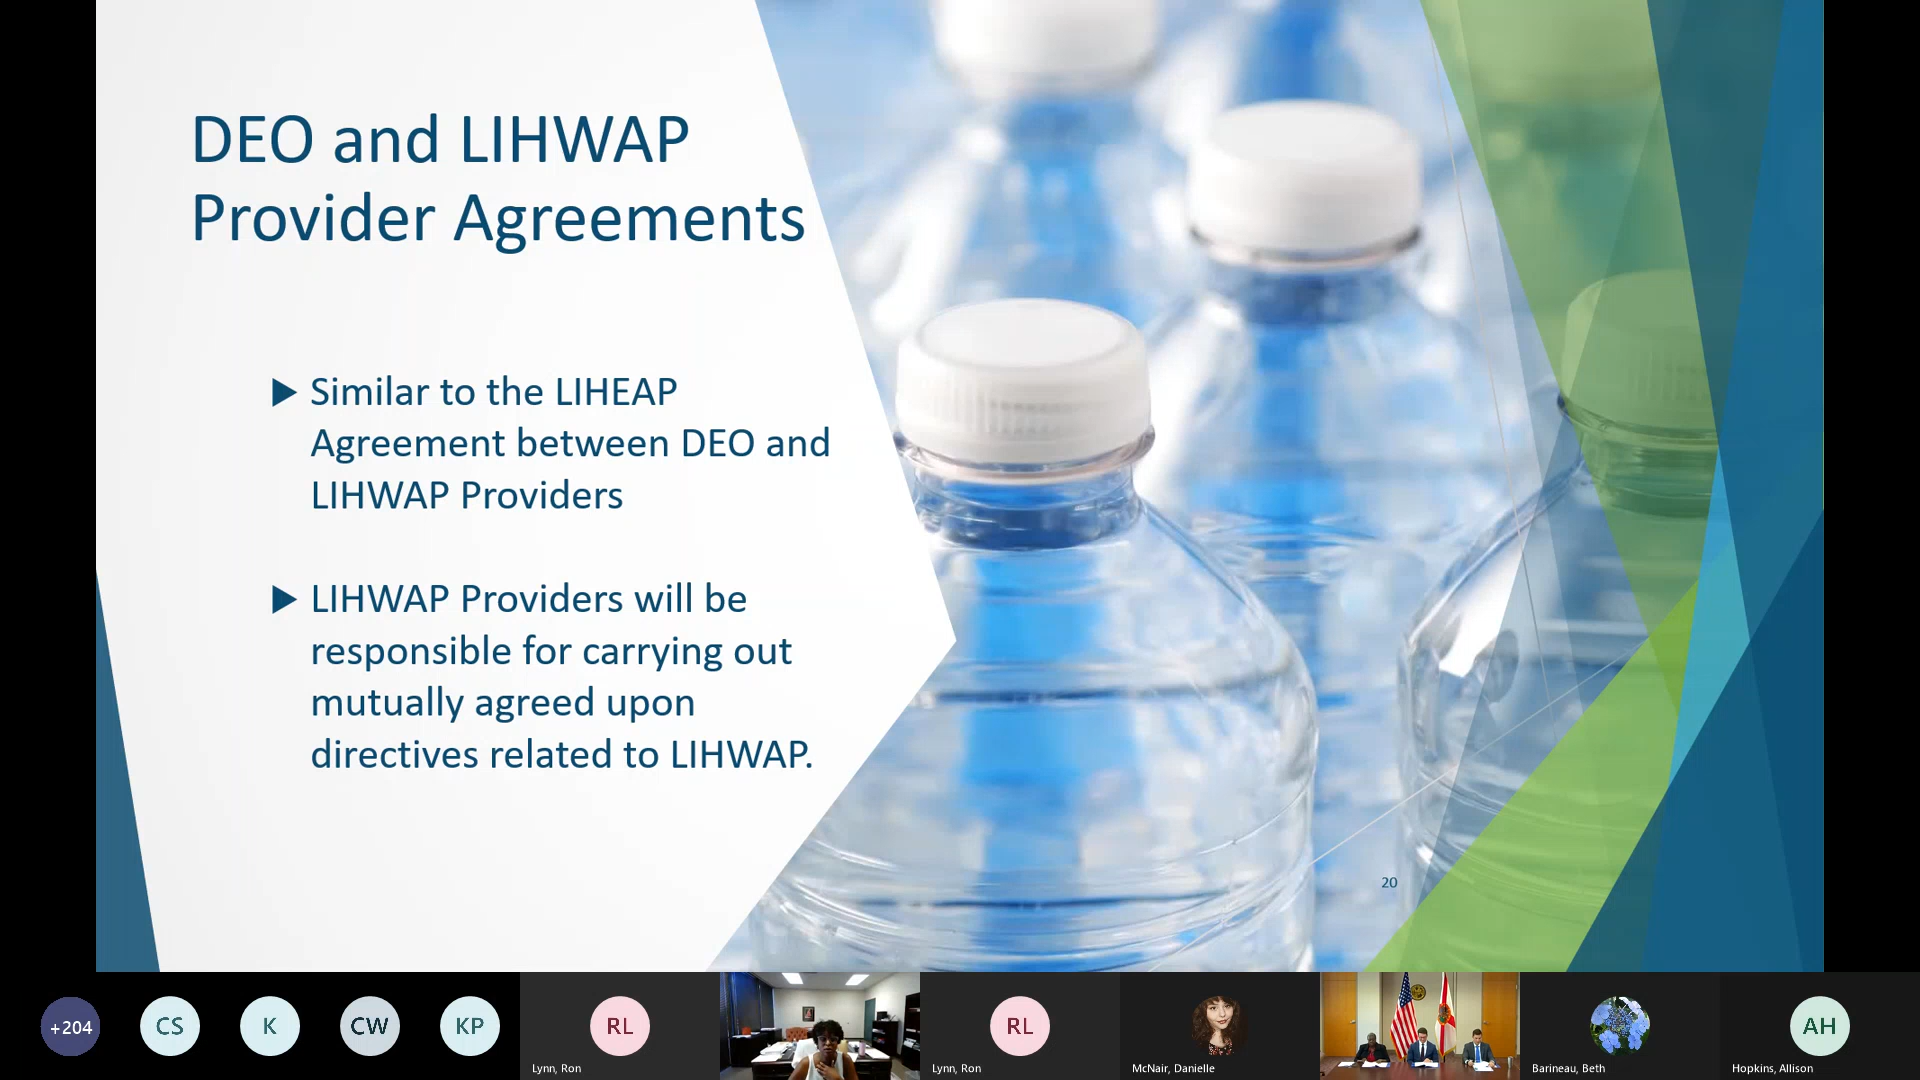 DEO and LIHWAP
Provider Agreements
Similar to the LIHEAP
Agreement between DEO and
LIHWAP Providers
LIHWAP Providers will be
responsible for carrying out
mutually agreed upon
directives related to LIHWAP.
20
+204
CS
K
CW
KP
RL
Lynn, Ron
RL
Lynn, Ron
McNair, Danielle
Barineau, Beth
AH
Hopkins, Allison